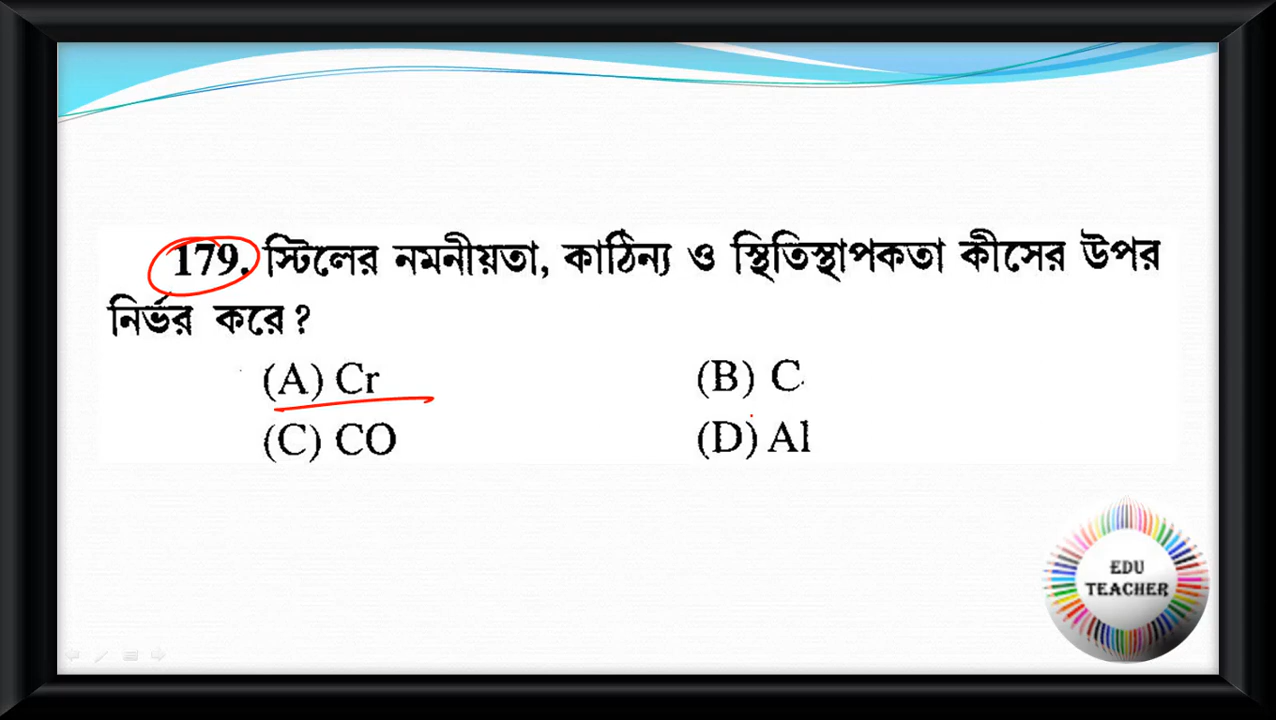 179. স্টিলের নমনীয়তা, কাঠিন্য ও স্থিতিস্থাপকতা কীসের উপর
নির্ভর করে?
(A) Cr (B) C
(C) CO (D) Al
EDU
TEACHER